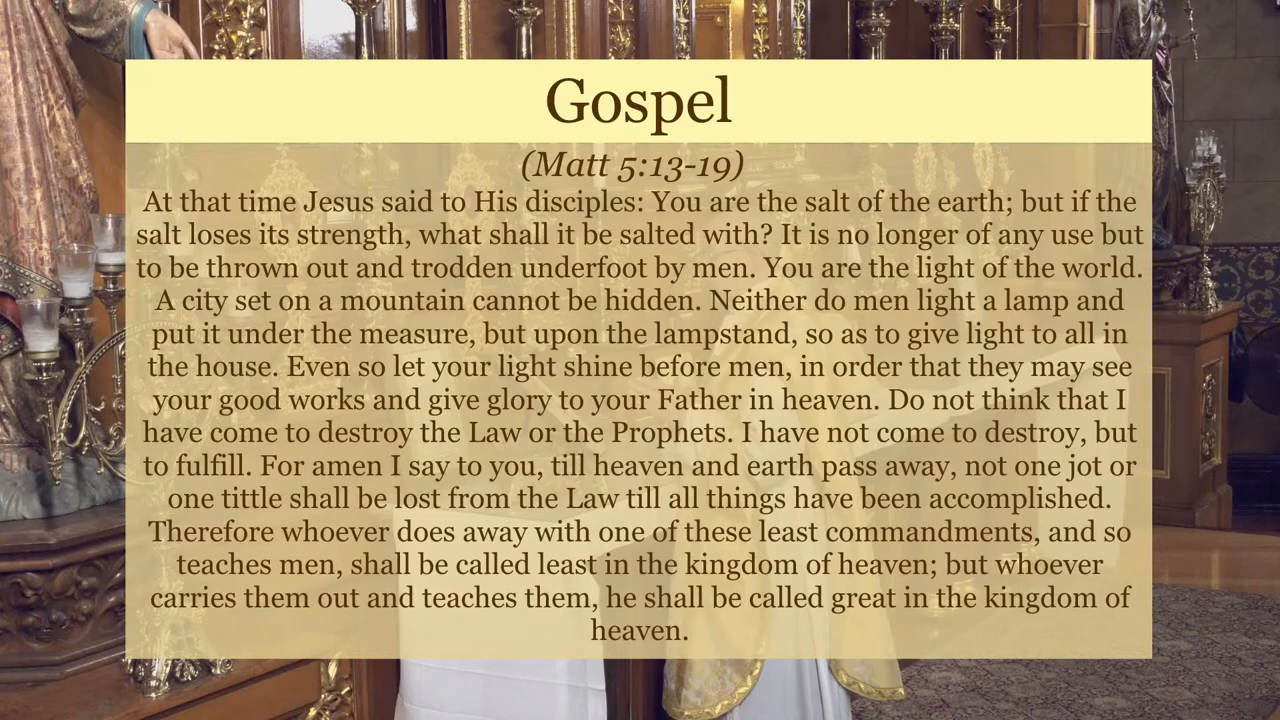 Gospel
(Matt 5:13-19)
At that time Jesus said to His disciples: You are the salt of the earth; but if the
salt loses its strength, what shall it be salted with? It is no longer of any use but
to be thrown out and trodden underfoot by men. You are the light of the world.
A city set on a mountain cannot be hidden. Neither do men light a lamp and
put it under the measure, but upon the lampstand, so as to give light to all in
the house. Even so let your light shine before men, in order that they may see
your good works and give glory to your Father in heaven. Do not think that I
have come to destroy the Law or the Prophets. I have not come to destroy, but
to fulfill. For amen I say to you, till heaven and earth pass away, not one jot or
one tittle shall be lost from the Law till all things have been accomplished.
Therefore whoever does away with one of these least commandments, and so
teaches men, shall be called least in the kingdom of heaven; but whoever
carries them out and teaches them, he shall be called great in the kingdom of
heaven.